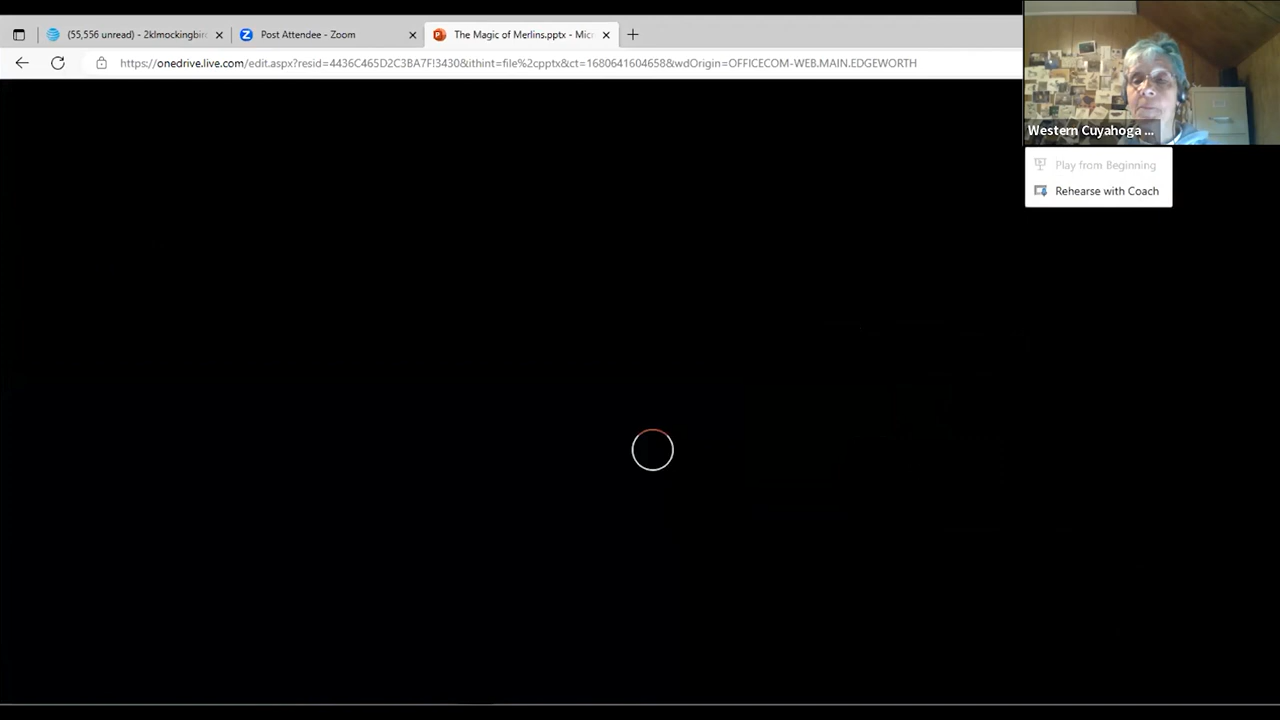 (55,556 unread) - 2klmockingbir
Post Attendee - Zoom
The Magic of Merlins.pptx - Micr
https://onedrive.live.com/edit.aspx?resid=4436C465D2C3BA7F!3430&ithint=file%2cpptx&ct=1680641604658&wdOrigin=OFFICECOM-WEB.MAIN.EDGEWORTH
Western Cuyahoga ...
Play from Beginning
Rehearse with Coach